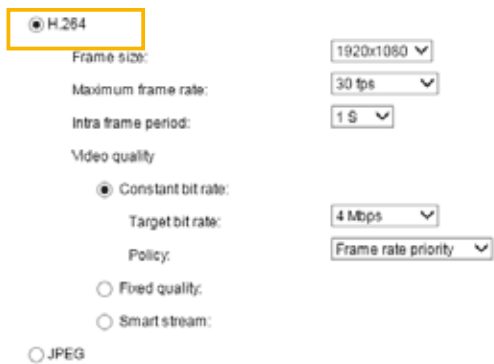 H.264
Frame size: 1920x1080
Maximum frame rate: 30 fps
Intra frame period: 1 S
Video quality
Constant bit rate:
Target bit rate: 4 Mbps
Policy: Frame rate priority
Fixed quality:
Smart stream:
JPEG